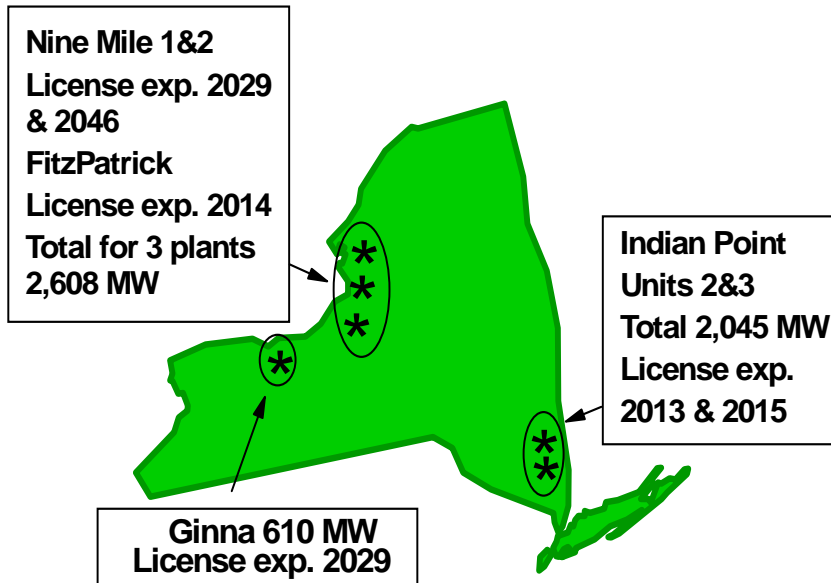 Nine Mile 1&2
License exp. 2029
& 2046
FitzPatrick
License exp. 2014
Total for 3 plants
2,608 MW
Indian Point
Units 2&3
Total 2,045 MW
License exp.
2013 & 2015
Ginna 610 MW
License exp. 2029